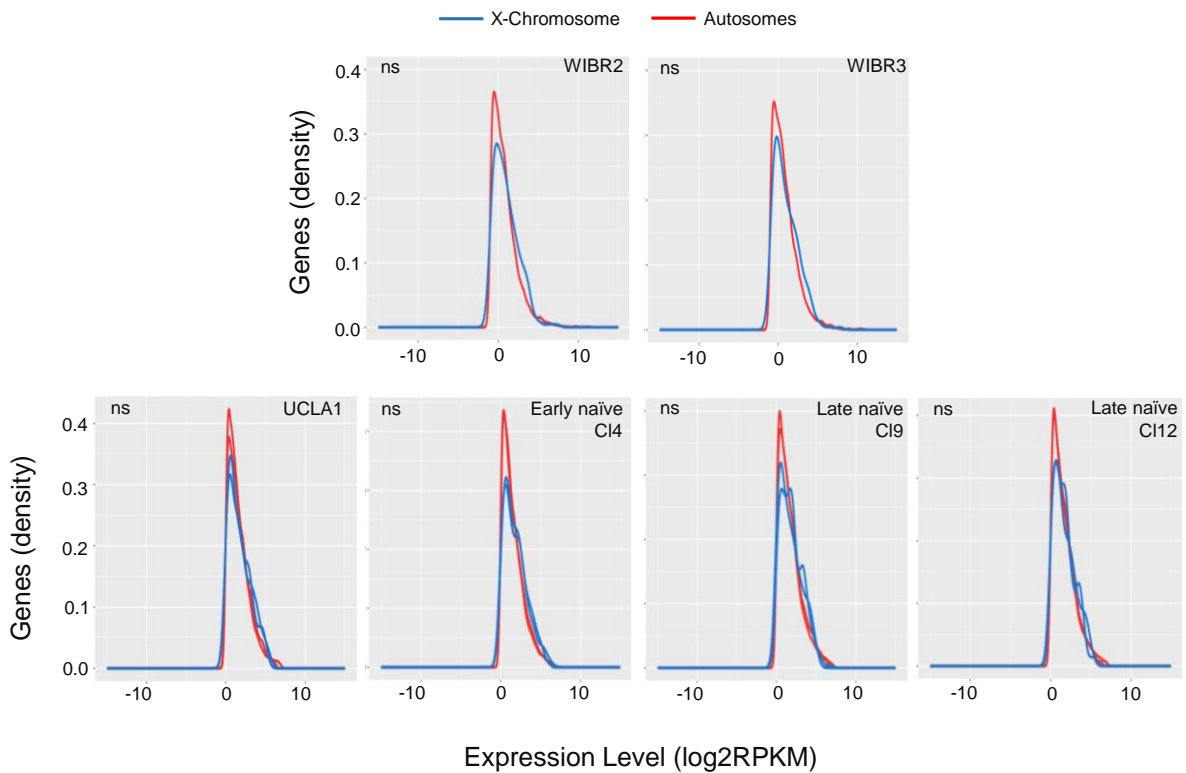 X-Chromosome Autosomes
ns WIBR2
ns WIBR3
Genes (density)
0.4
0.3
0.2
0.1
0.0
-10 0 10
-10 0 10
ns UCLA1
ns Early naïve
Cl4
ns Late naïve
Cl9
ns Late naïve
Cl12
Genes (density)
0.4
0.3
0.2
0.1
0.0
-10 0 10
-10 0 10
-10 0 10
-10 0 10
Expression Level (log2RPKM)